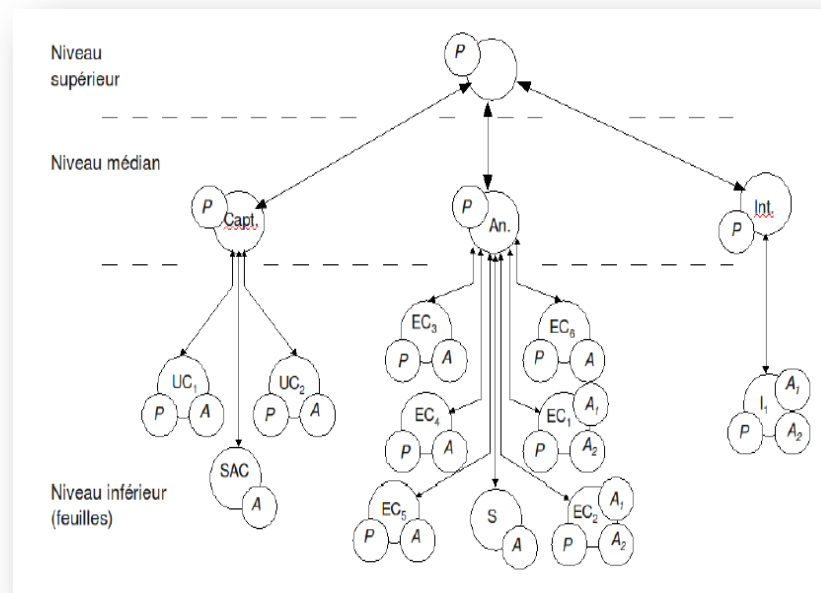 Niveau
supérieur
P
Niveau médian
P
Capt.
P
An.
Int.
P
EC3
P
A
EC6
P
A
UC1
P
A
UC2
P
A
EC4
P
A
EC1
A1
P
A2
I1
A1
P
A2
SAC
A
Niveau inférieur
(feuilles)
EC5
P
A
S
A
EC2
A1
P
A2